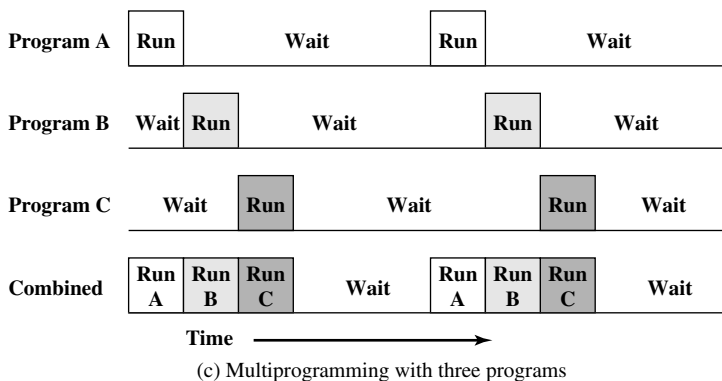 Program A Run Wait Run Wait
Program B Wait Run Wait Run Wait
Program C Wait Run Wait Run Wait
Combined Run A Run B Run C Wait Run A Run B Run C Wait
Time
(c) Multiprogramming with three programs